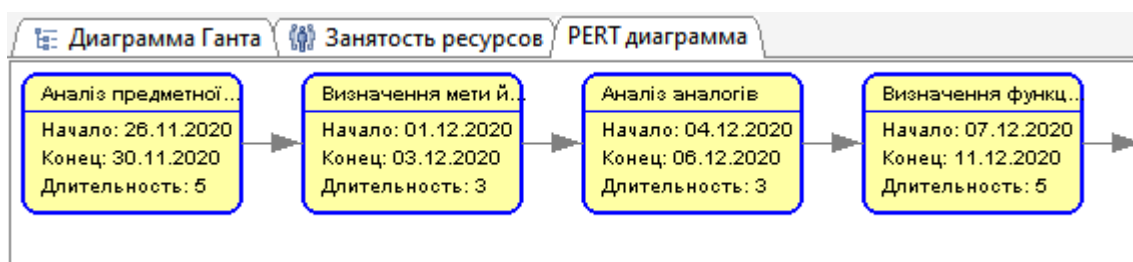 Диаграмма Ганта Занятость ресурсов PERT диаграмма
Аналіз предметної...
Начало: 26.11.2020
Конец: 30.11.2020
Длительность: 5
Визначення мети й...
Начало: 01.12.2020
Конец: 03.12.2020
Длительность: 3
Аналіз аналогів
Начало: 04.12.2020
Конец: 06.12.2020
Длительность: 3
Визначення функц...
Начало: 07.12.2020
Конец: 11.12.2020
Длительность: 5